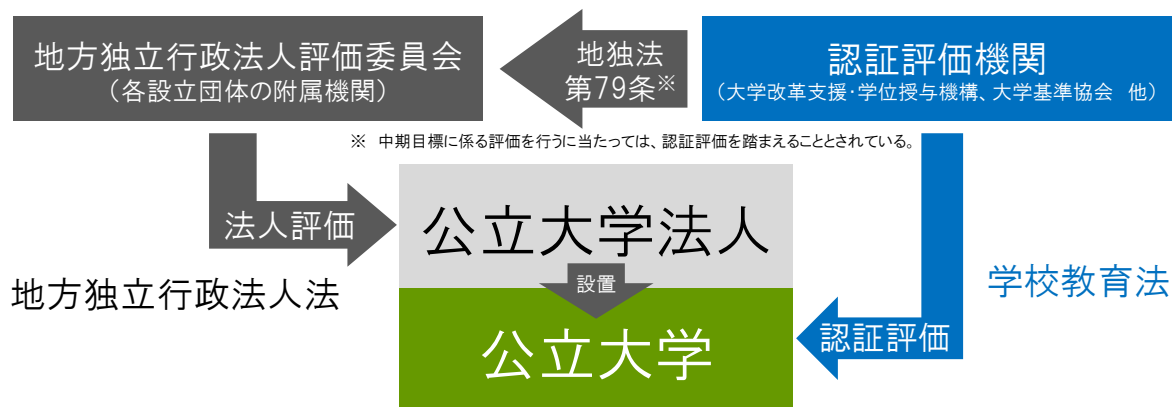 地方独立行政法人評価委員会
（各設立団体の附属機関）
地独法
第79条※
認証評価機関
（大学改革支援・学位授与機構、大学基準協会　他）
※　中期目標に係る評価を行うに当たっては、認証評価を踏まえることとされている。
法人評価
公立大学法人
設置
地方独立行政法人法
学校教育法
公立大学
認証評価